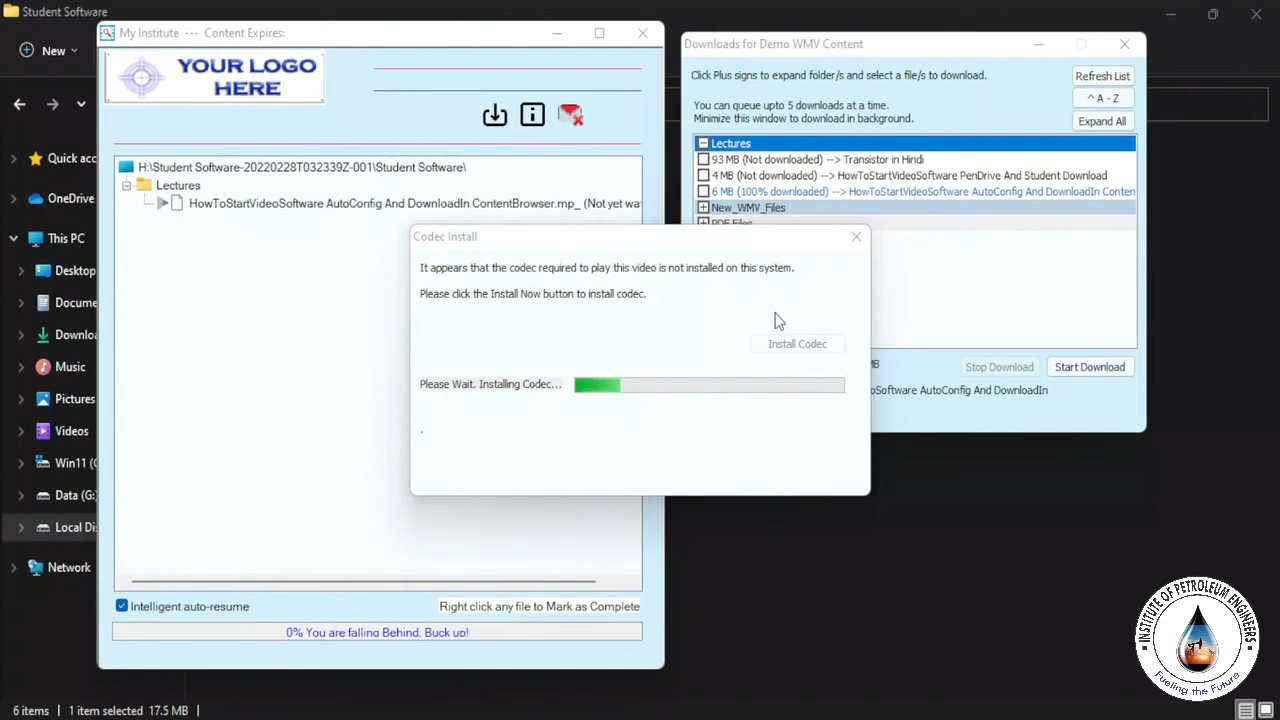 Student Software
New
Quick acc
OneDrive
This PC
Desktop
Docume
Downloa
Music
Pictures
Videos
Win11 (C
Data (G:)
Local Dis
Network
6 items
1 item selected 17.5 MB
My Institute --- Content Expires:
YOUR LOGO
HERE
H:\Student Software-20220228T032339Z-001\Student Software\
Lectures
HowToStartVideoSoftware AutoConfig And DownloadIn ContentBrowser.mp_ (Not yet wa
Intelligent auto-resume
Right click any file to Mark as Complete
0% You are falling Behind. Buck up!
Downloads for Demo WMV Content
Click Plus signs to expand folder/s and select a file/s to download.
Refresh List
You can queue upto 5 downloads at a time.
Minimize this window to download in background.
^ A - Z
Expand All
Lectures
93 MB (Not downloaded) --> Transistor in Hindi
4 MB (Not downloaded) --> HowToStartVideoSoftware PenDrive And Student Download
6 MB (100% downloaded) --> HowToStartVideoSoftware AutoConfig And DownloadIn Conten
New_WMV_Files
PDF Files
MB
Stop Download
Start Download
oSoftware AutoConfig And DownloadIn
Codec Install
It appears that the codec required to play this video is not installed on this system.
Please click the Install Now button to install codec.
Install Codec
Please Wait. Installing Codec...
.
INSTITUTE OF PETROLEUM ENGINEERS
Fueling the Future